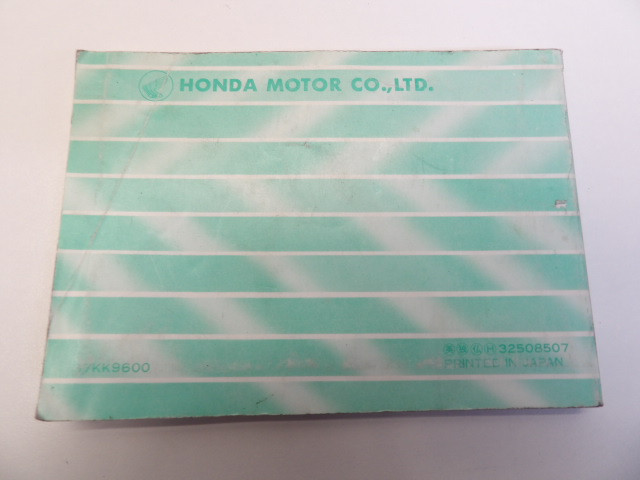 HONDA MOTOR CO.,LTD.
32508507
KK9600
PRINTED IN JAPAN